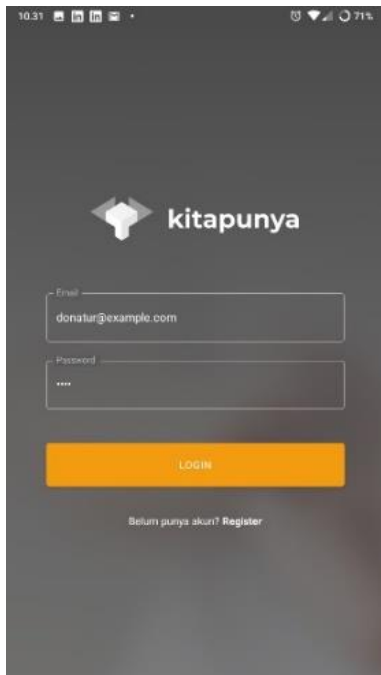 10.31
71%
kitapunya
Email
donatur@example.com
Password
••••
LOGIN
Belum punya akun? Register